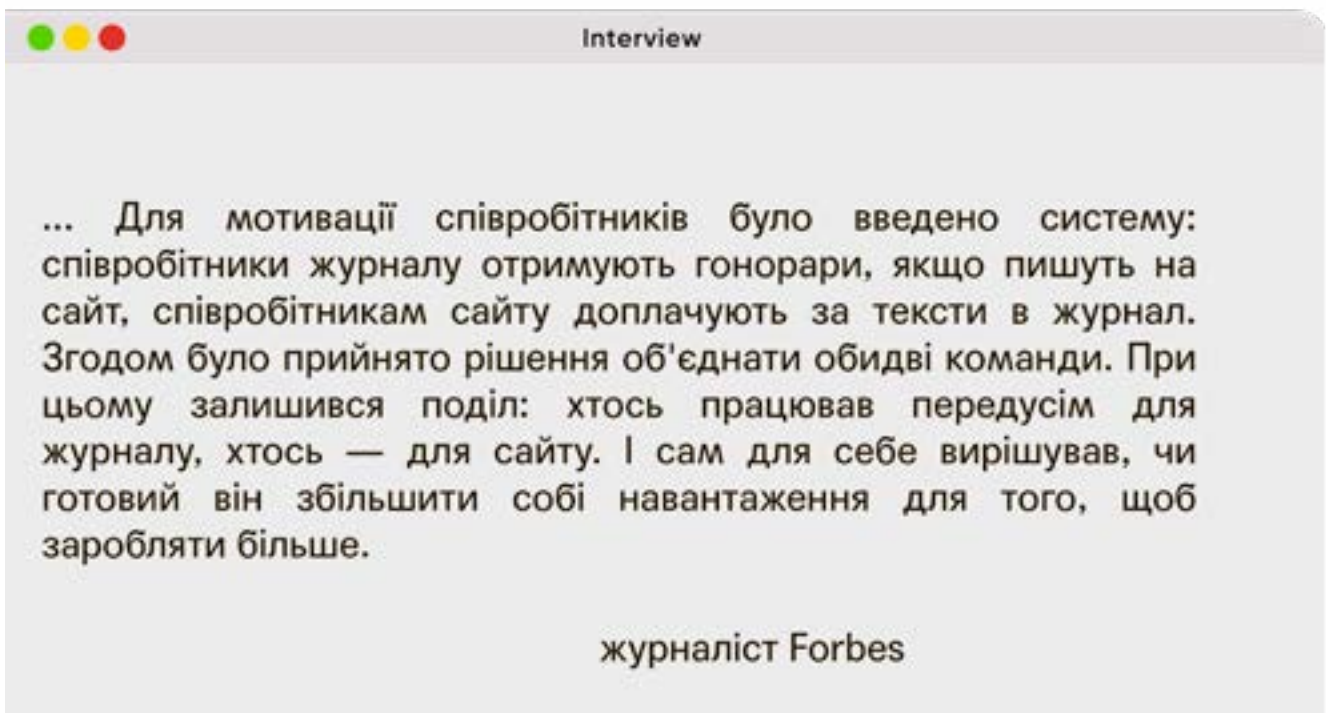 Interview
... Для мотивації співробітників було введено систему:
співробітники журналу отримують гонорари, якщо пишуть на
сайт, співробітникам сайту доплачують за тексти в журнал.
Згодом було прийнято рішення об'єднати обидві команди. При
цьому залишився поділ: хтось працював передусім для
журналу, хтось — для сайту. І сам для себе вирішував, чи
готовий він збільшити собі навантаження для того, щоб
заробляти більше.
журналіст Forbes